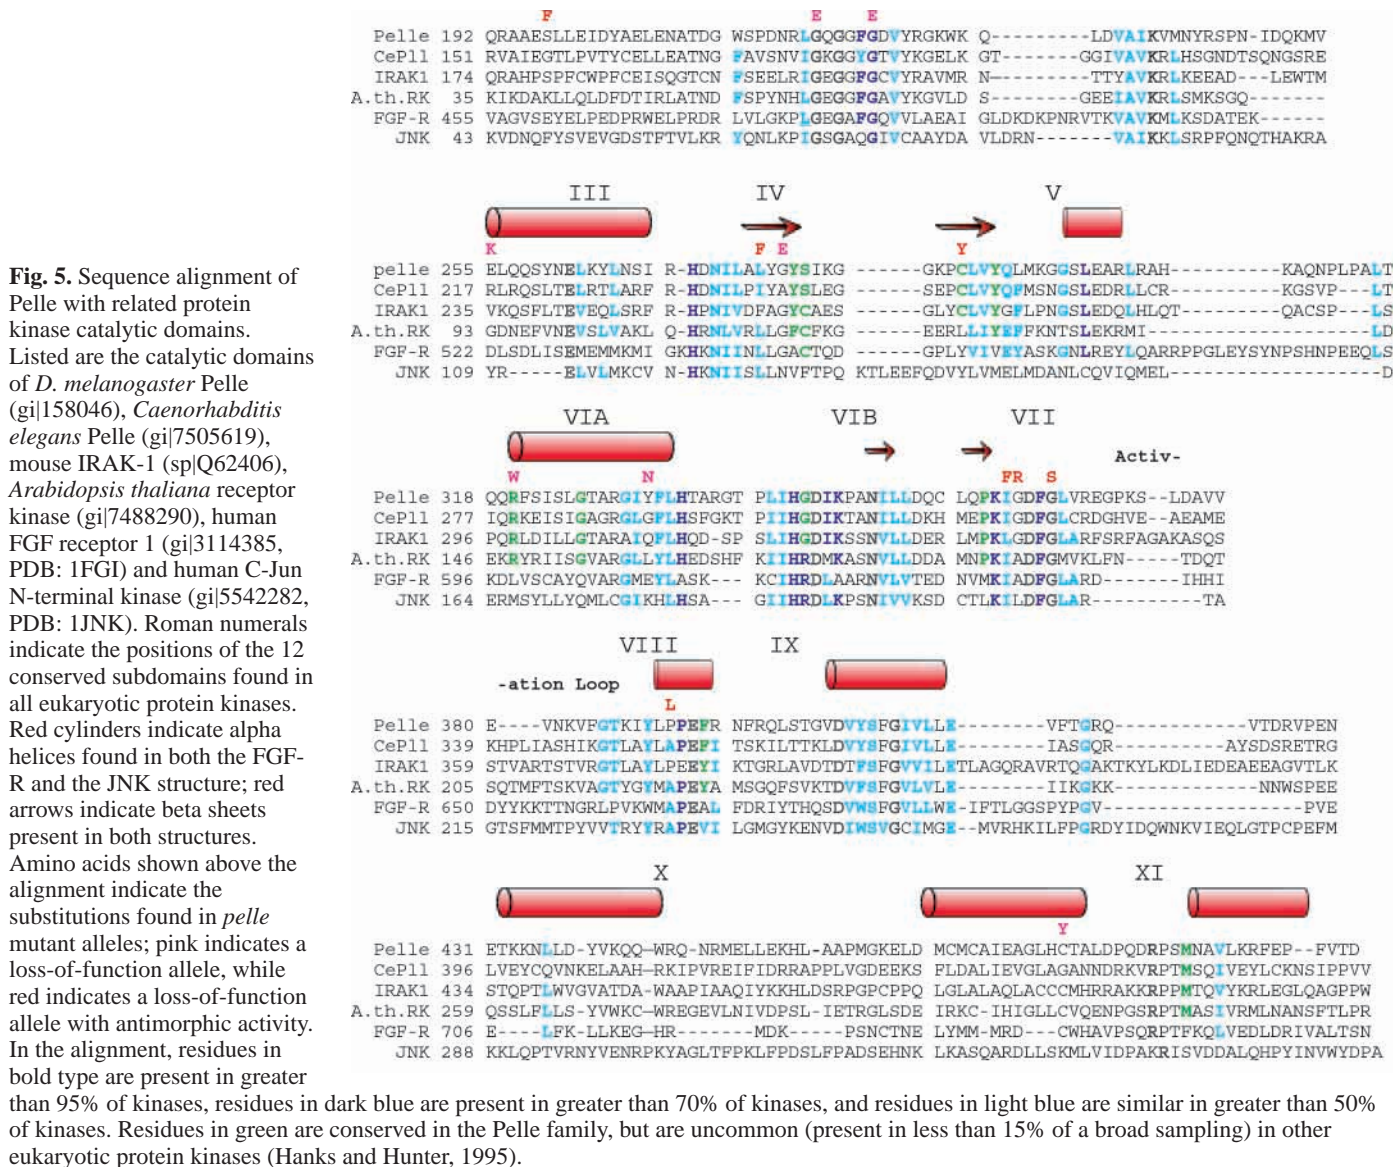 F E E
Pelle 192 QRAAESLLEIDYAELENATDG WSPDNRLGQGGFGDVYRGKWK Q---------LDVAIKVMNYRSPN-IDQKMV
CePll 151 RVAIEGTLPVTYCELLEATNG FAVSNVIGKGGYGTVYKGELK GT-------GGIVAVKRLHSGNDTSQNGSRE
IRAK1 174 QRAHPSPFCWPFCEISQGTCN FSEELRIGEGGFGCVYRAVMR N--------TTYAVKRLKEEAD--LEWTM
A.th.RK 35 KIKDAKLLQLDFDTIRLATND FSPYNHLGEGGFGAVYKGVLD S--------GEEIAVKRLSMKSGQ-------
FGF-R 455 VAGVSEYELPEDPRWELPRDR LVLGKPLGEGAFGQVVLAEAI GLDKDKPNRVTKVAVKMLKSDATEK------
JNK 43 KVDNQFYSVEVGDSTFTVLKR YQNLKPIGSGAQGIVCAAYDA VLDRN------VAIKKLSRPFQNQTHAKRA
III IV V
K F E Y
pelle 255 ELQQSYNELKYLNSIR R-HDNILALYGYSIKG ------GKPCLVYQLMKGGSLEARLRAH------KAQNPLPALT
CePll 217 RLRQSLTELRTLARF R-HDNILPIYAYSLEG ------SEPCLVYQFMSNGSLEDRLLCR------KGSVP---LT
IRAK1 235 VKQSFLTEVEQLSRF R-HPNIVDFAGYCAES ------GLYCLVYGFLPNGSLEDQLHLQT------QACSP---LS
A.th.RK 93 GDNEFVNEVSLVAKLQ -HRNLVRLLGFCFKG ------EERLLIYEFFKNTSLEKRMI---------------LD
FGF-R 522 DLSDLISEMEMMKMI GKHKNIINLLGACTQD ------GPLYVIVEYASKGNLREYLQARRPPGLEYSYNPSHNPEEQLS
JNK 109 YR-----ELVLMKCV N-HKNIISLLNVFTPQ KTLEEFQDVYLVMELMDANLCQVIQMEL---------------D
VIA VIB VII
Activ-
W N FR S
Pelle 318 QQRFSISLGTARGIYFLHTARGT PLIHGDIKPANILLDQC LQPKIGDFGLVREGPKS--LDAVV
CePll 277 IQRKEISIGAGRGLGFLHSFGKT PIIHGDIKTANILLDKH MEPKIGDFGLCRDGHVE--AEAME
IRAK1 296 PQRLDILLGTARAIQFLHQD-SP SLIHGDIKSSNVLLDER LMPKLGDFGLARFSRFAGAKASQS
A.th.RK 146 EKRYRIISGVARGLLYLHEDSHF KIIHRDMKASNVLLDDA MNPKIADFGMVKLFN----TDQT
FGF-R 596 KDLVSCAYQVARGMEYLASK--- KCIHRDLAARNVLVTED NVMKIADFGLARD-----IHHI
JNK 164 ERMSYLLYQMLCGIKHLHSA--- GIIHRDLKPSNIVVKSD CTLKILDFGLAR----------TA
VIII IX
-ation Loop
L
Pelle 380 E----VNKVFGTKIYLPPEFR NFRQLSTGVDVYSFGIVLLE--------VFTGRQ------------VTDRVPEN
CePll 339 KHPLIASHIKGTLAYLAPEFI TSKILTTKLDVYSFGIVLLE--------IASGQR----------AYSDSRETRG
IRAK1 359 STVARTSTVRGTLAYLPEEYI KTGRLAVDTDTFSFGVVILETLAGQRAVRTQGAKTKYLKDLIEDEAEEAGVTLK
A.th.RK 205 SQTMFTSKVAGTYGYMAPEYA MSGQFSVKTDVFSFGVLVLE--------IIKGKK------------NNWSPEE
FGF-R 650 DYYKKTTNGRLPVKWMAPEAL FDRIYTHQSDVWSFGVLLWE-IFTLGGSPYPGV---------------PVE
JNK 215 GTSFMMTPYVVTRYYRAPEVI LGMGYKENVDIWSVGCIMGE--MVRHKILFPGRDYIDQWNKVIEQLGTPCPEFM
X XI
Y
Pelle 431 ETKKNLLD-YVKQQ-WRQ-NRMELLEKHL-AAPMGKELD MCMCAIEAGLHCTALDPQDRPSMNAVLKRFEP--FVTD
CePll 396 LVEYCQVNKELAAH-RKIPVREIFIDRRAPPLVGDEEKS FLDALIEVGLAGANNDRKVRPTMSQIVEYLCKNSIPPVV
IRAK1 434 STQPTLWVGVATDA-WAAPIAAQIYKKHLDSRPGPCPPQ LGLALAQLACCCMHRRAKKRPPMTQVYKRLEGLQAGPPW
A.th.RK 259 QSSLFLLS-YVWKC-WREGEVLNIVDPSL-IETRGLSDE IRKC-IHIGLLCVQENPGSRPTMASIVRMLNANSFTLPR
FGF-R 706 E----LFK-LLKEG-HR------MDK----PSNCTNE LYMM-MRD--CWHAVPSQRPTFKQLVEDLDRIVALTSN
JNK 288 KKLQPTVRNYVENRPKYAGLTFPKLFPDSLFPADSEHNK LKASQARDLLSKMLVIDPAKRISVDDALQHPYINVWYDPA
Fig. 5. Sequence alignment of
Pelle with related protein
kinase catalytic domains.
Listed are the catalytic domains
of D. melanogaster Pelle
(gi|158046), Caenorhabditis
elegans Pelle (gi|7505619),
mouse IRAK-1 (sp|Q62406),
Arabidopsis thaliana receptor
kinase (gi|7488290), human
FGF receptor 1 (gi|3114385,
PDB: 1FGI) and human C-Jun
N-terminal kinase (gi|5542282,
PDB: 1JNK). Roman numerals
indicate the positions of the 12
conserved subdomains found in
all eukaryotic protein kinases.
Red cylinders indicate alpha
helices found in both the FGF-
R and the JNK structure; red
arrows indicate beta sheets
present in both structures.
Amino acids shown above the
alignment indicate the
substitutions found in pelle
mutant alleles; pink indicates a
loss-of-function allele, while
red indicates a loss-of-function
allele with antimorphic activity.
In the alignment, residues in
bold type are present in greater
than 95% of kinases, residues in dark blue are present in greater than 70% of kinases, and residues in light blue are similar in greater than 50%
of kinases. Residues in green are conserved in the Pelle family, but are uncommon (present in less than 15% of a broad sampling) in other
eukaryotic protein kinases (Hanks and Hunter, 1995).